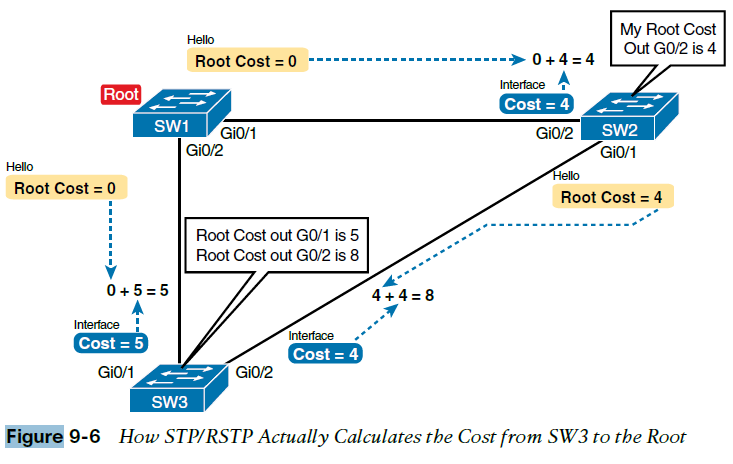 Hello
Root Cost = 0
0 + 4 = 4
My Root Cost
Out G0/2 is 4
Interface
Cost = 4
Root
SW1
Gi0/1
Gi0/2
Gi0/2
SW2
Gi0/1
Hello
Root Cost = 0
Hello
Root Cost = 4
Root Cost out G0/1 is 5
Root Cost out G0/2 is 8
0 + 5 = 5
4 + 4 = 8
Interface
Cost = 5
Interface
Cost = 4
Gi0/1
Gi0/2
SW3
Figure 9-6 How STP/RSTP Actually Calculates the Cost from SW3 to the Root